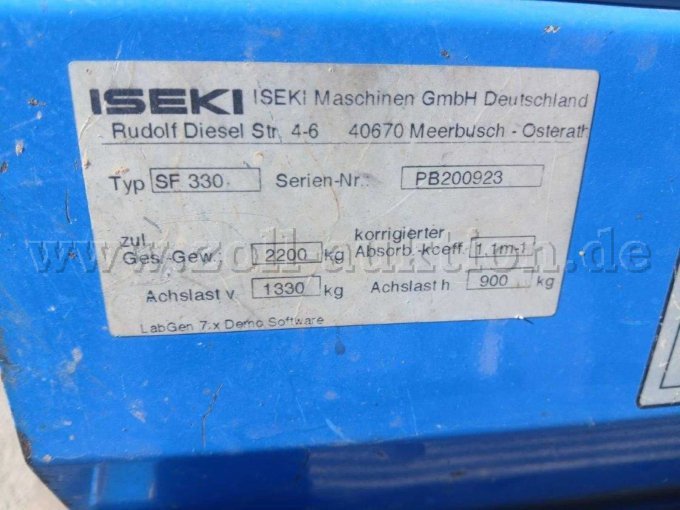 ISEKI ISEKI Maschinen GmbH Deutschland
Rudolf Diesel Str. 4-6 40670 Meerbusch - Osterath
Typ SF 330 Serien-Nr.: PB200923
zul. korrigierter
Ges.-Gew. 2200 kg Absorb.-koeff. 1,1m-1
www.zoll-auktion.de
Achslast v 1330 kg Achslast h 900 kg
LabGen 7.x Demo Software